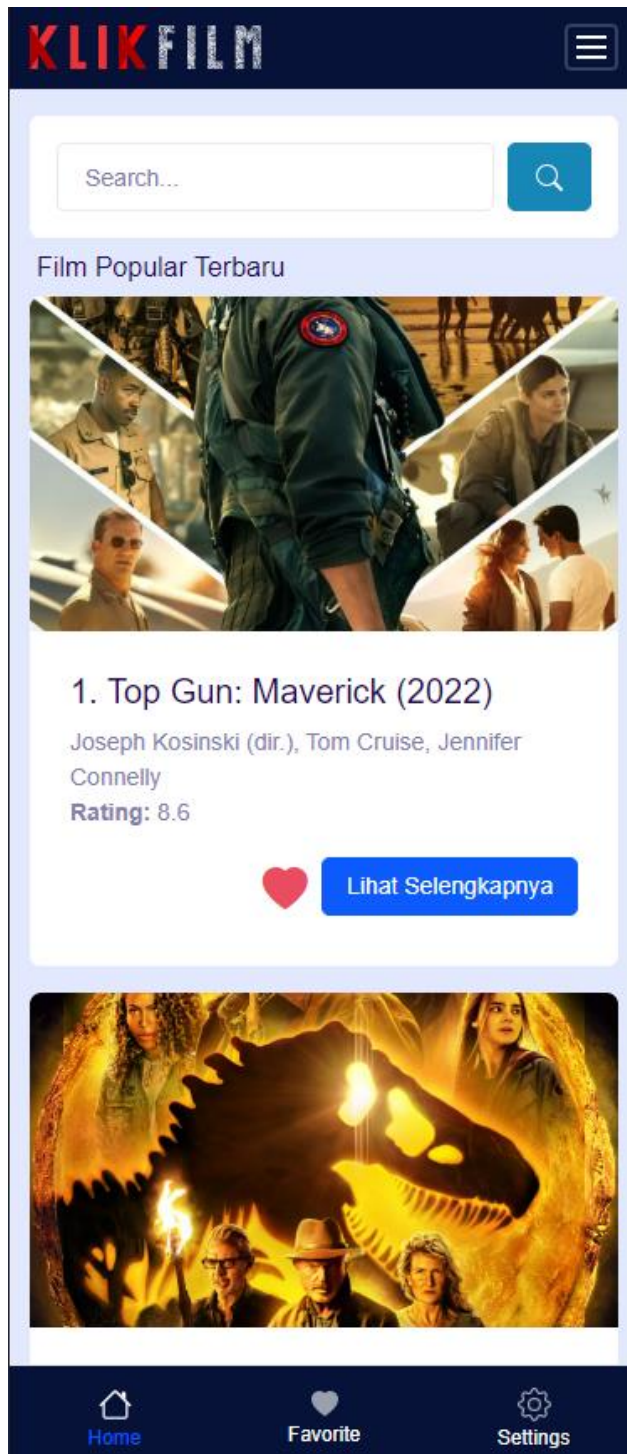 KLIKFILM
Search...
Film Popular Terbaru
1. Top Gun: Maverick (2022)
Joseph Kosinski (dir.), Tom Cruise, Jennifer
Connelly
Rating: 8.6
Lihat Selengkapnya
Home
Favorite
Settings